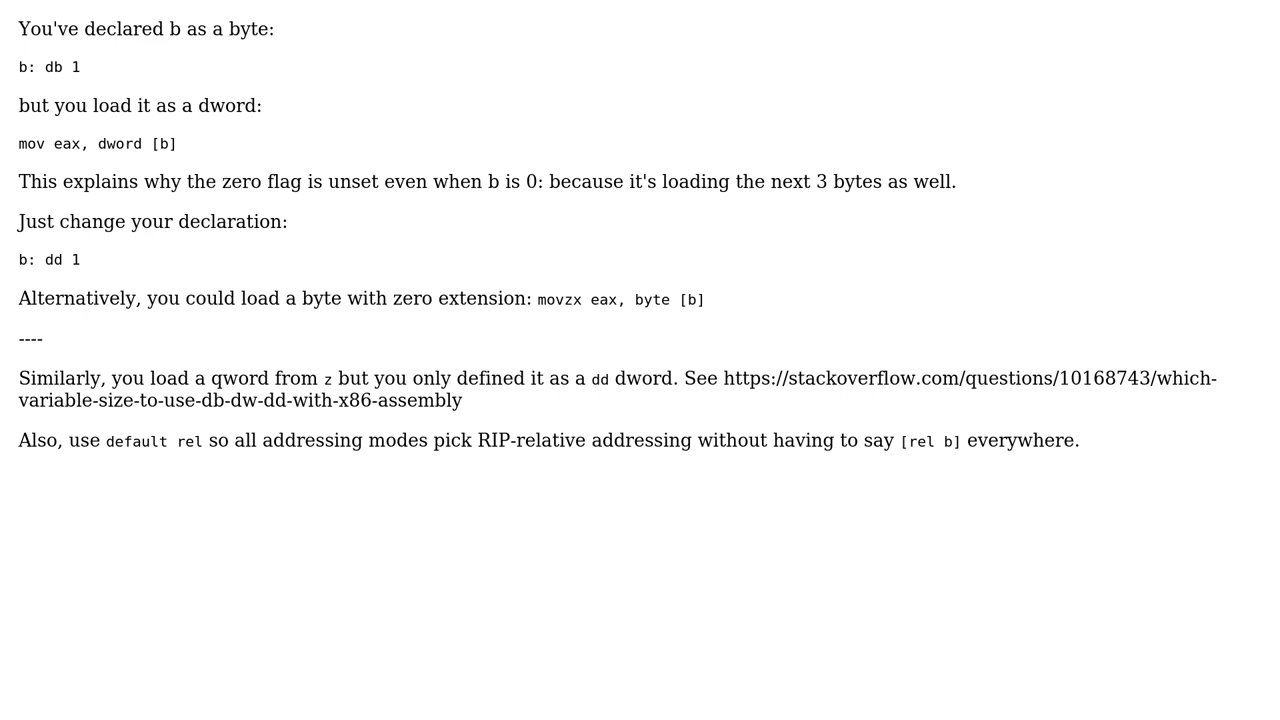 You've declared b as a byte:
b: db 1
but you load it as a dword:
mov eax, dword [b]
This explains why the zero flag is unset even when b is 0: because it's loading the next 3 bytes as well.
Just change your declaration:
b: dd 1
Alternatively, you could load a byte with zero extension: movzx eax, byte [b]
----
Similarly, you load a qword from z but you only defined it as a dd dword. See https://stackoverflow.com/questions/10168743/which-
variable-size-to-use-db-dw-dd-with-x86-assembly
Also, use default rel so all addressing modes pick RIP-relative addressing without having to say [rel b] everywhere.